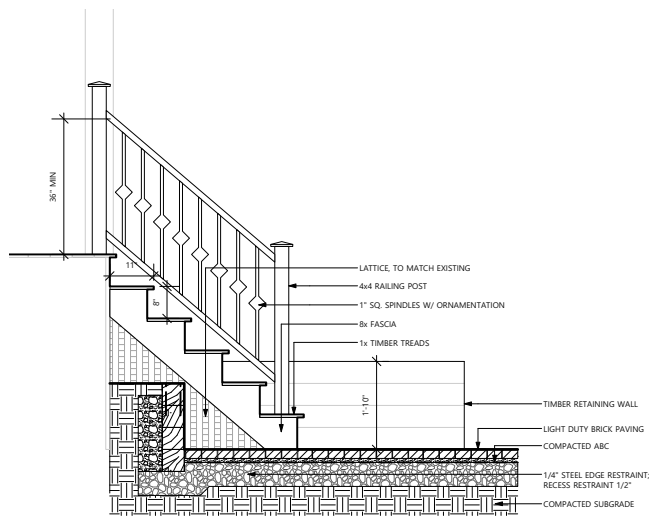 36" MIN
11"
8"
LATTICE, TO MATCH EXISTING
4x4 RAILING POST
1" SQ. SPINDLES W/ ORNAMENTATION
8x FASCIA
1x TIMBER TREADS
1'-10"
TIMBER RETAINING WALL
LIGHT DUTY BRICK PAVING
COMPACTED ABC
1/4" STEEL EDGE RESTRAINT;
RECESS RESTRAINT 1/2"
COMPACTED SUBGRADE